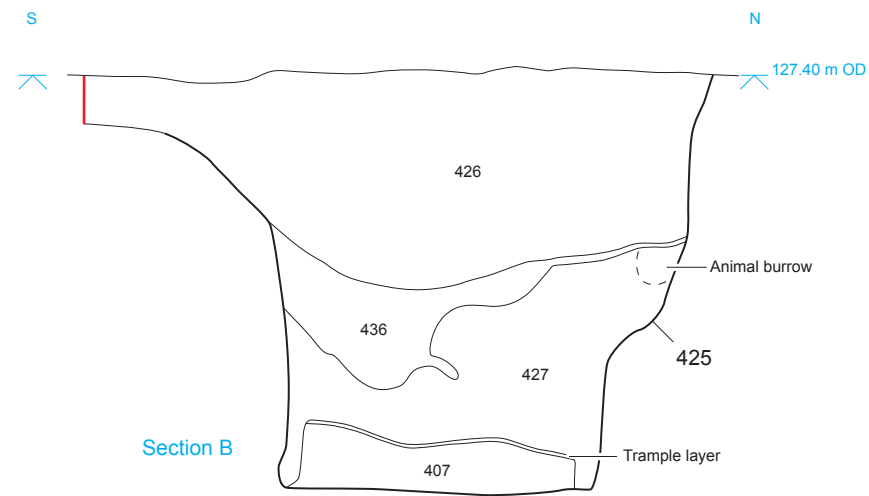 S
N
127.40 m OD
426
Animal burrow
436
425
427
Section B
Trample layer
407